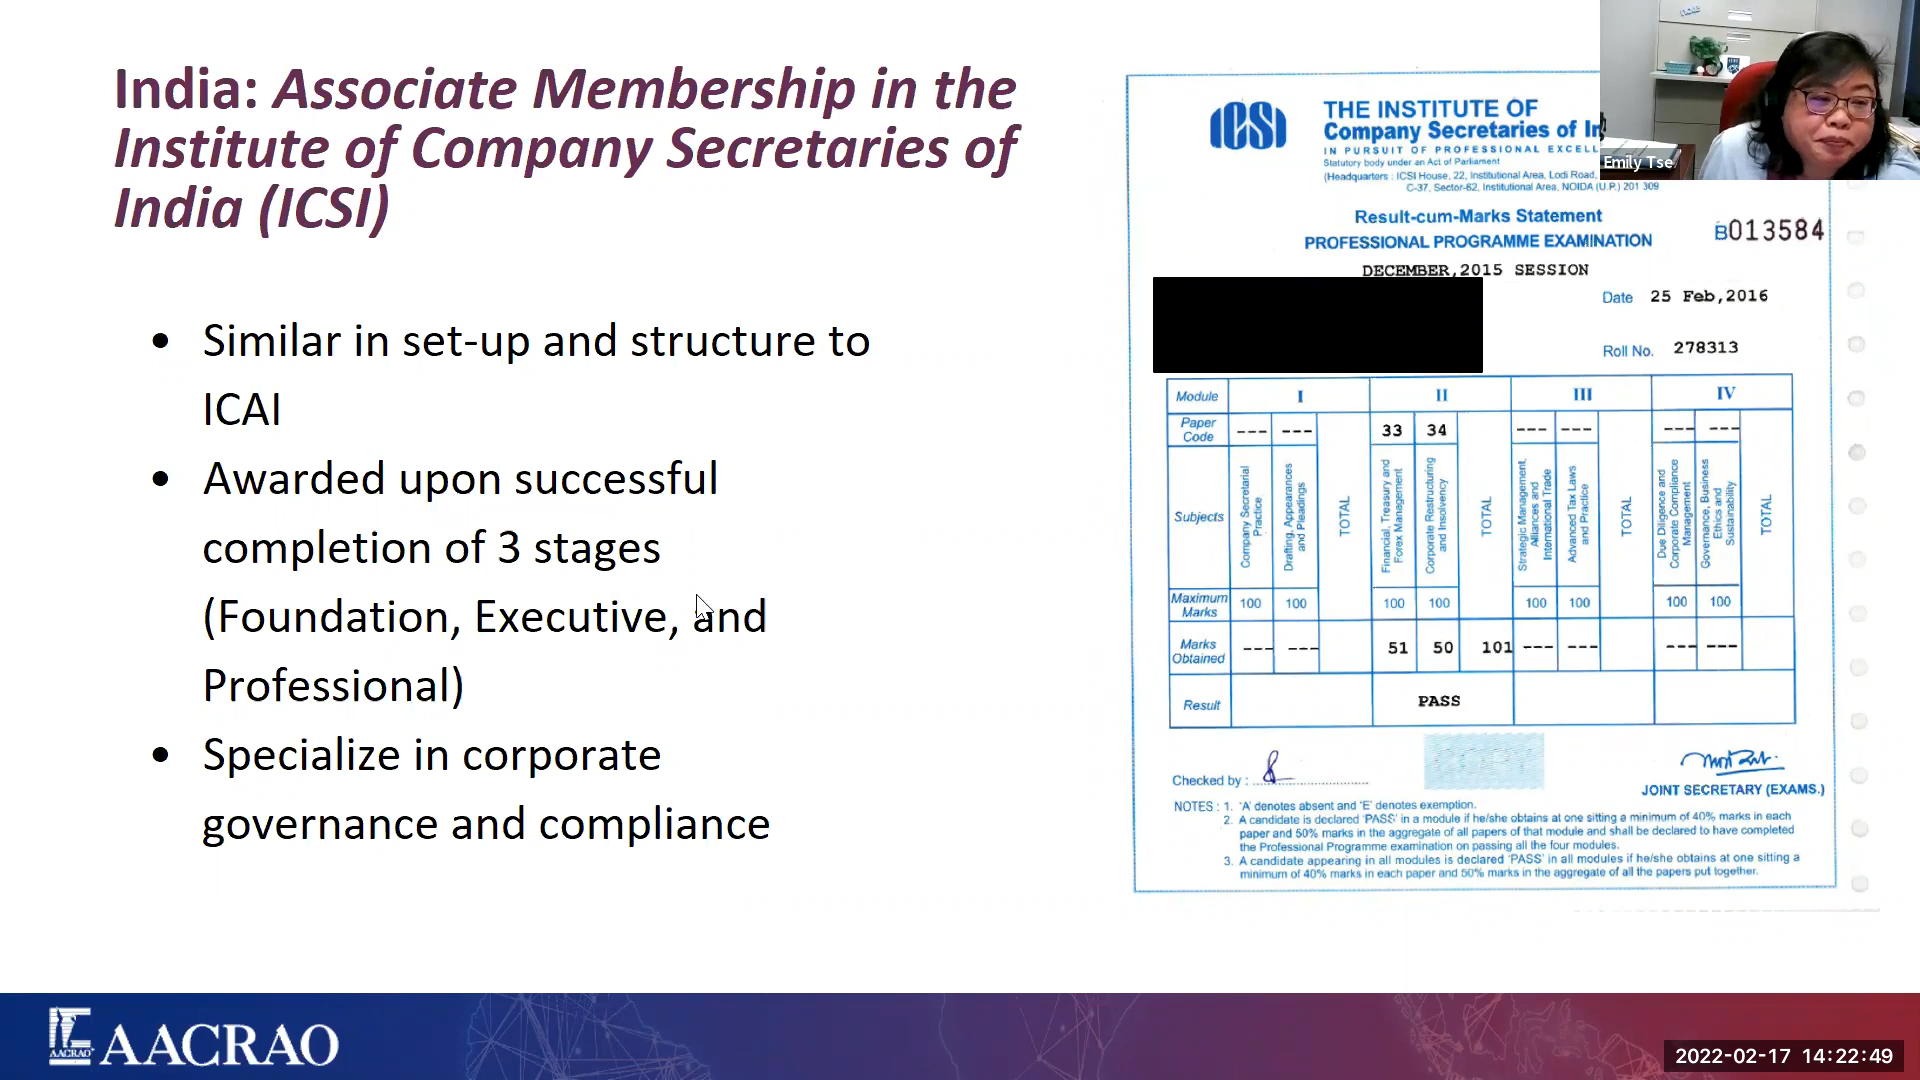 India: Associate Membership in the
Institute of Company Secretaries of
India (ICSI)
• Similar in set-up and structure to
ICAI
• Awarded upon successful
completion of 3 stages
(Foundation, Executive, and
Professional)
• Specialize in corporate
governance and compliance
ICSI
THE INSTITUTE OF
Company Secretaries of In
IN PURSUIT OF PROFESSIONAL EXCELL
Statutory body under an Act of Parliament
(Headquarters : ICSI House, 22, Institutional Area, Lodi Road,
C-37, Sector-62, Institutional Area, NOIDA (U.P.) 201 309
Emily Tse
Result-cum-Marks Statement
PROFESSIONAL PROGRAMME EXAMINATION
B013584
DECEMBER,2015 SESSION
Date 25 Feb,2016
Roll No. 278313
Module I II III IV
Paper Code --- --- 33 34 --- --- --- ---
Subjects
Company Secretarial Practice
Drafting, Appearances and Pleadings
TOTAL
Financial, Treasury and Forex Management
Corporate Restructuring and Insolvency
TOTAL
Strategic Management, Alliances and International Trade
Advanced Tax Laws and Practice
TOTAL
Due Diligence and Corporate Compliance Management
Governance, Business Ethics and Sustainability
TOTAL
Maximum Marks 100 100 100 100 100 100 100 100
Marks Obtained --- --- 51 50 101 --- --- --- ---
Result PASS
Checked by :
COPY
JOINT SECRETARY (EXAMS.)
NOTES : 1. 'A' denotes absent and 'E' denotes exemption.
2. A candidate is declared 'PASS' in a module if he/she obtains at one sitting a minimum of 40% marks in each
paper and 50% marks in the aggregate of all papers of that module and shall be declared to have completed
the Professional Programme examination on passing all the four modules.
3. A candidate appearing in all modules is declared 'PASS' in all modules if he/she obtains at one sitting a
minimum of 40% marks in each paper and 50% marks in the aggregate of all the papers put together.
AACRAO
AACRAO
2022-02-17 14:22:49